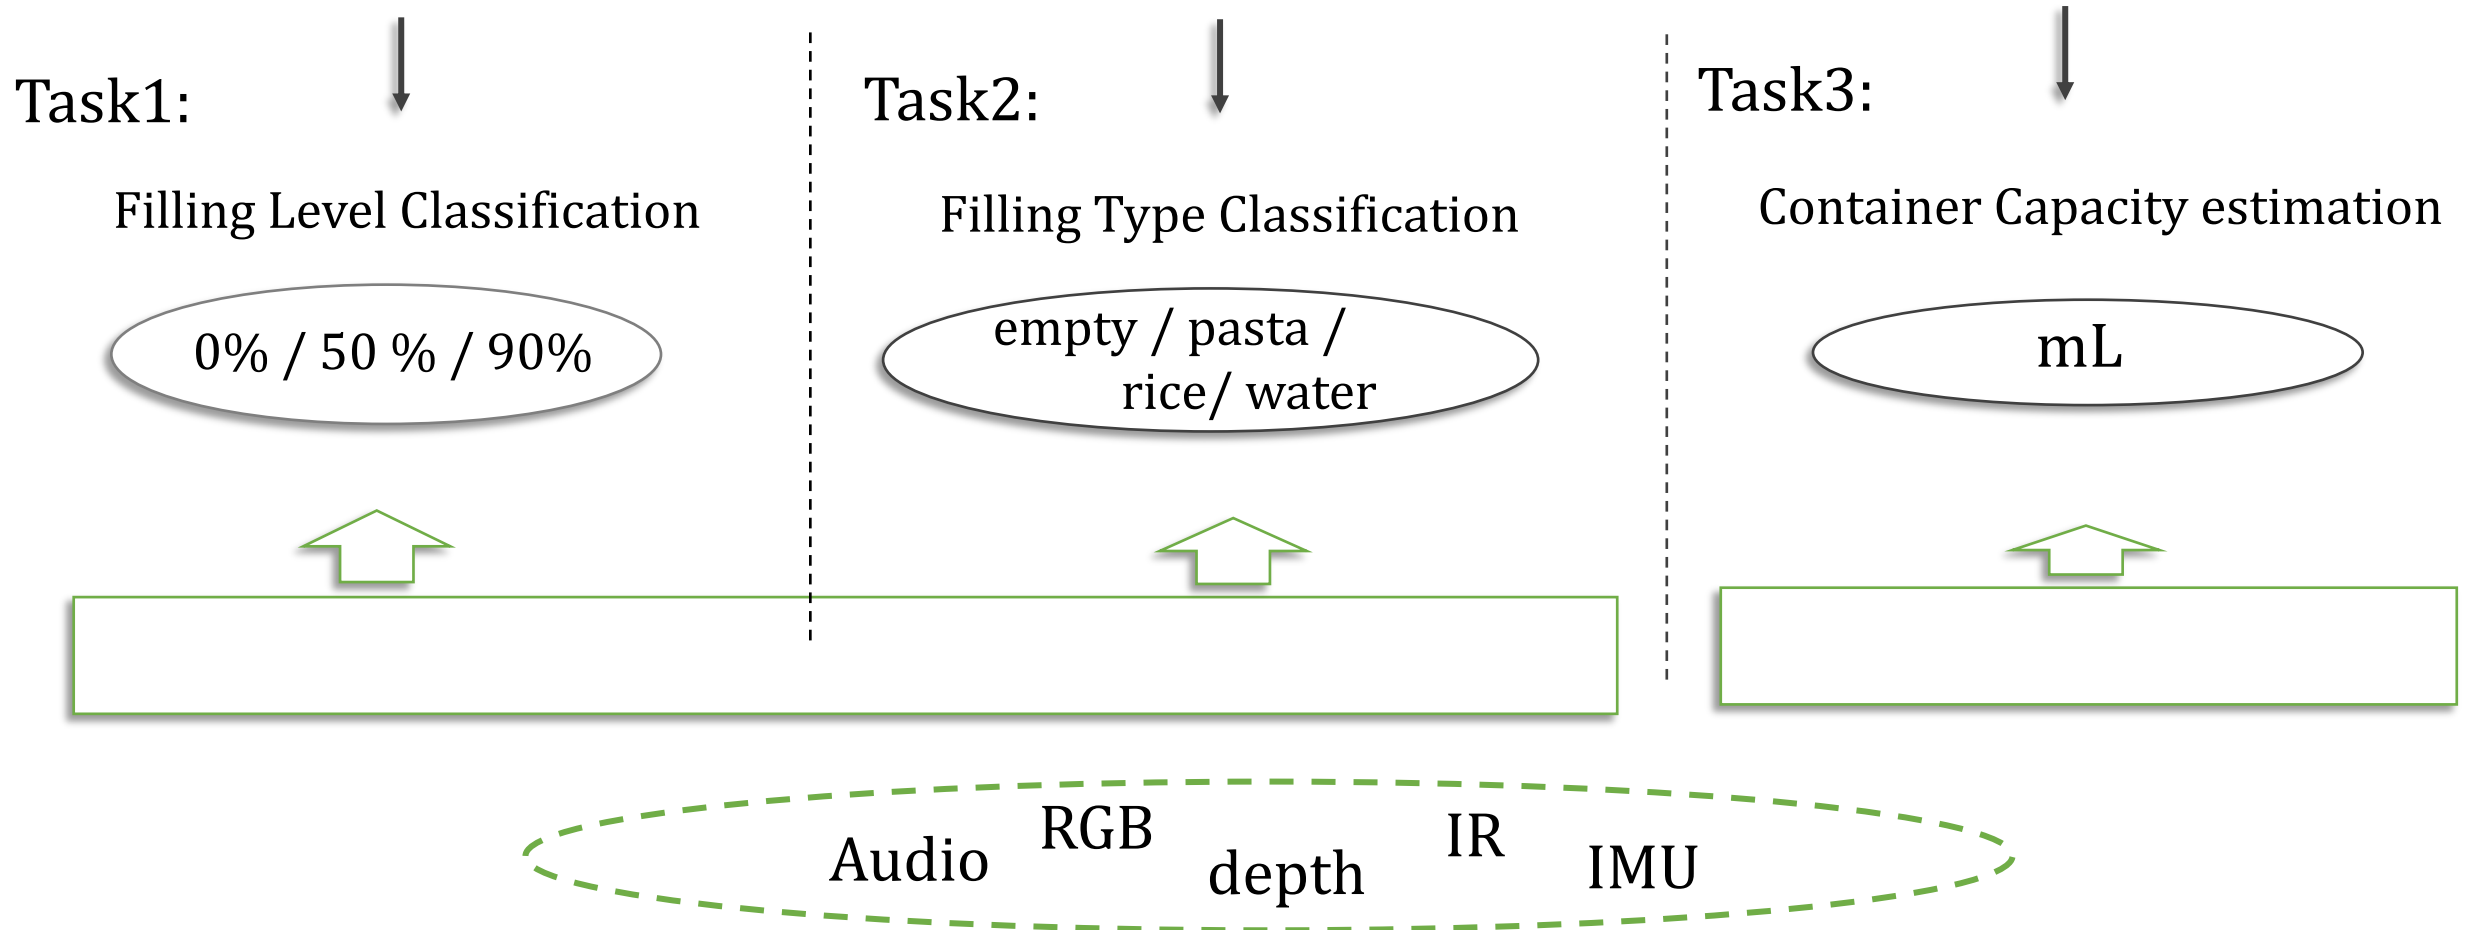 Task1:
Task2:
Task3:
Filling Level Classification
Filling Type Classification
Container Capacity estimation
0% / 50 % / 90%
empty / pasta /
rice/ water
mL
Audio
RGB
depth
IR
IMU